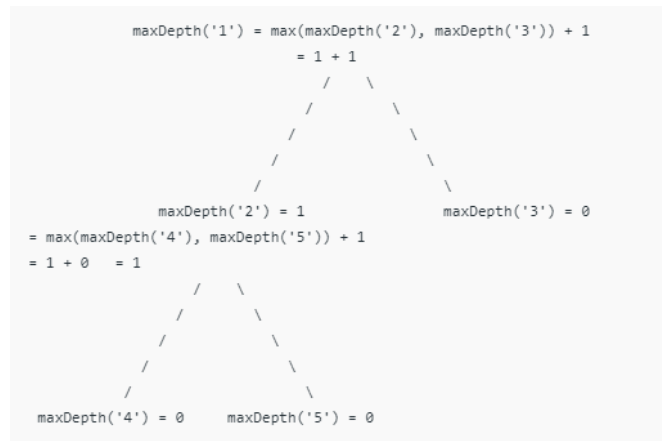 maxDepth('1') = max(maxDepth('2'), maxDepth('3')) + 1
= 1 + 1
/ \
/ \
/ \
/ \
/ \
maxDepth('2') = 1 maxDepth('3') = 0
= max(maxDepth('4'), maxDepth('5')) + 1
= 1 + 0 = 1
/ \
/ \
/ \
/ \
/ \
maxDepth('4') = 0 maxDepth('5') = 0